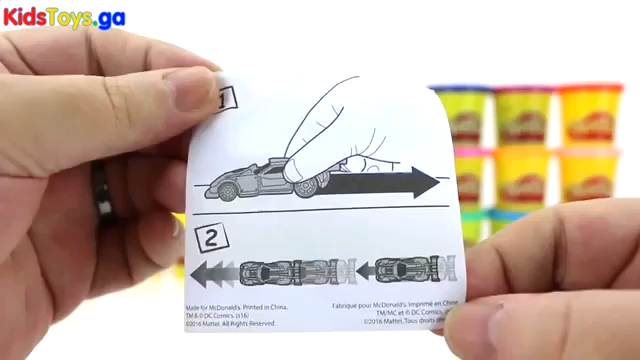 KidsToys.ga
1
2
Made for McDonald's. Printed in China,
TM & © DC Comics. (s16)
©2016 Mattel. All Rights Reserved.
Fabriqué pour McDonald's. Imprimé en China
TM/MC et © DC Comics.
©2016 Mattel. Tous droits